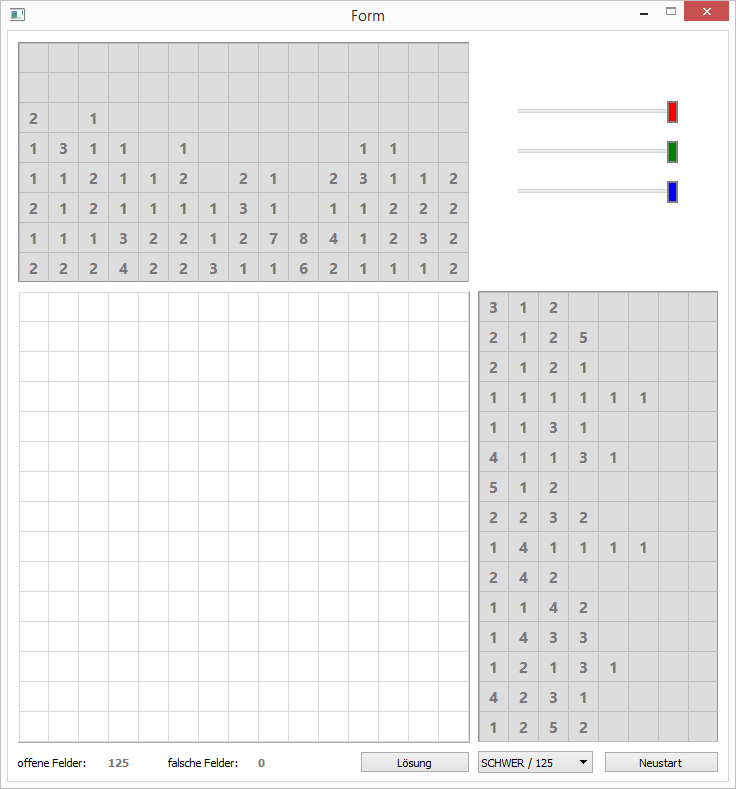 Form
2 1
1 3 1 1 1 1 1
1 1 2 1 1 2 2 1 2 3 1 1 2
2 1 2 1 1 1 1 3 1 1 1 2 2 2
1 1 1 3 2 2 1 2 7 8 4 1 2 3 2
2 2 2 4 2 2 3 1 1 6 2 1 1 1 2
3 1 2
2 1 2 5
2 1 2 1
1 1 1 1 1 1
1 1 3 1
4 1 1 3 1
5 1 2
2 2 3 2
1 4 1 1 1 1
2 4 2
1 1 4 2
1 4 3 3
1 2 1 3 1
4 2 3 1
1 2 5 2
offene Felder: 125 falsche Felder: 0 Lösung SCHWER / 125 Neustart